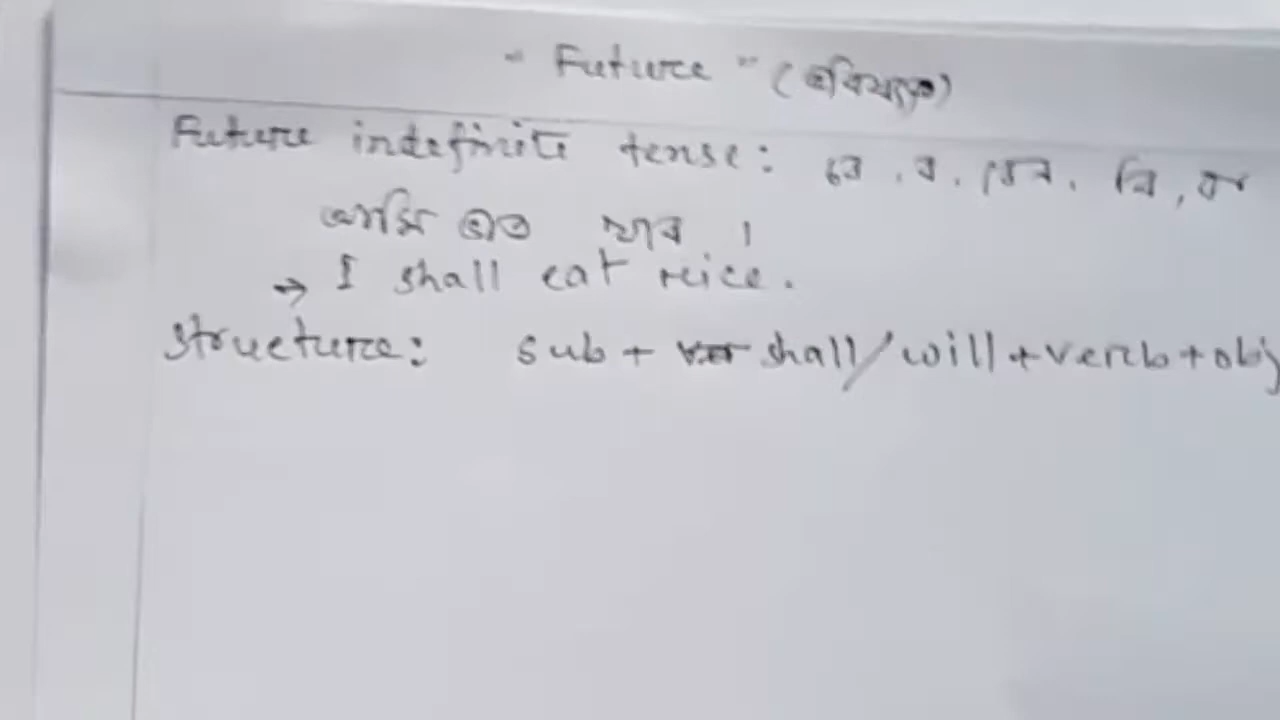 " Future " (ভবিষ্যৎ)
Future indefinite tense: বে, ব, বেন, বি,
আমি ভাত খাব ।
→ I shall eat rice.
Structure: sub + shall/will + verb + obj